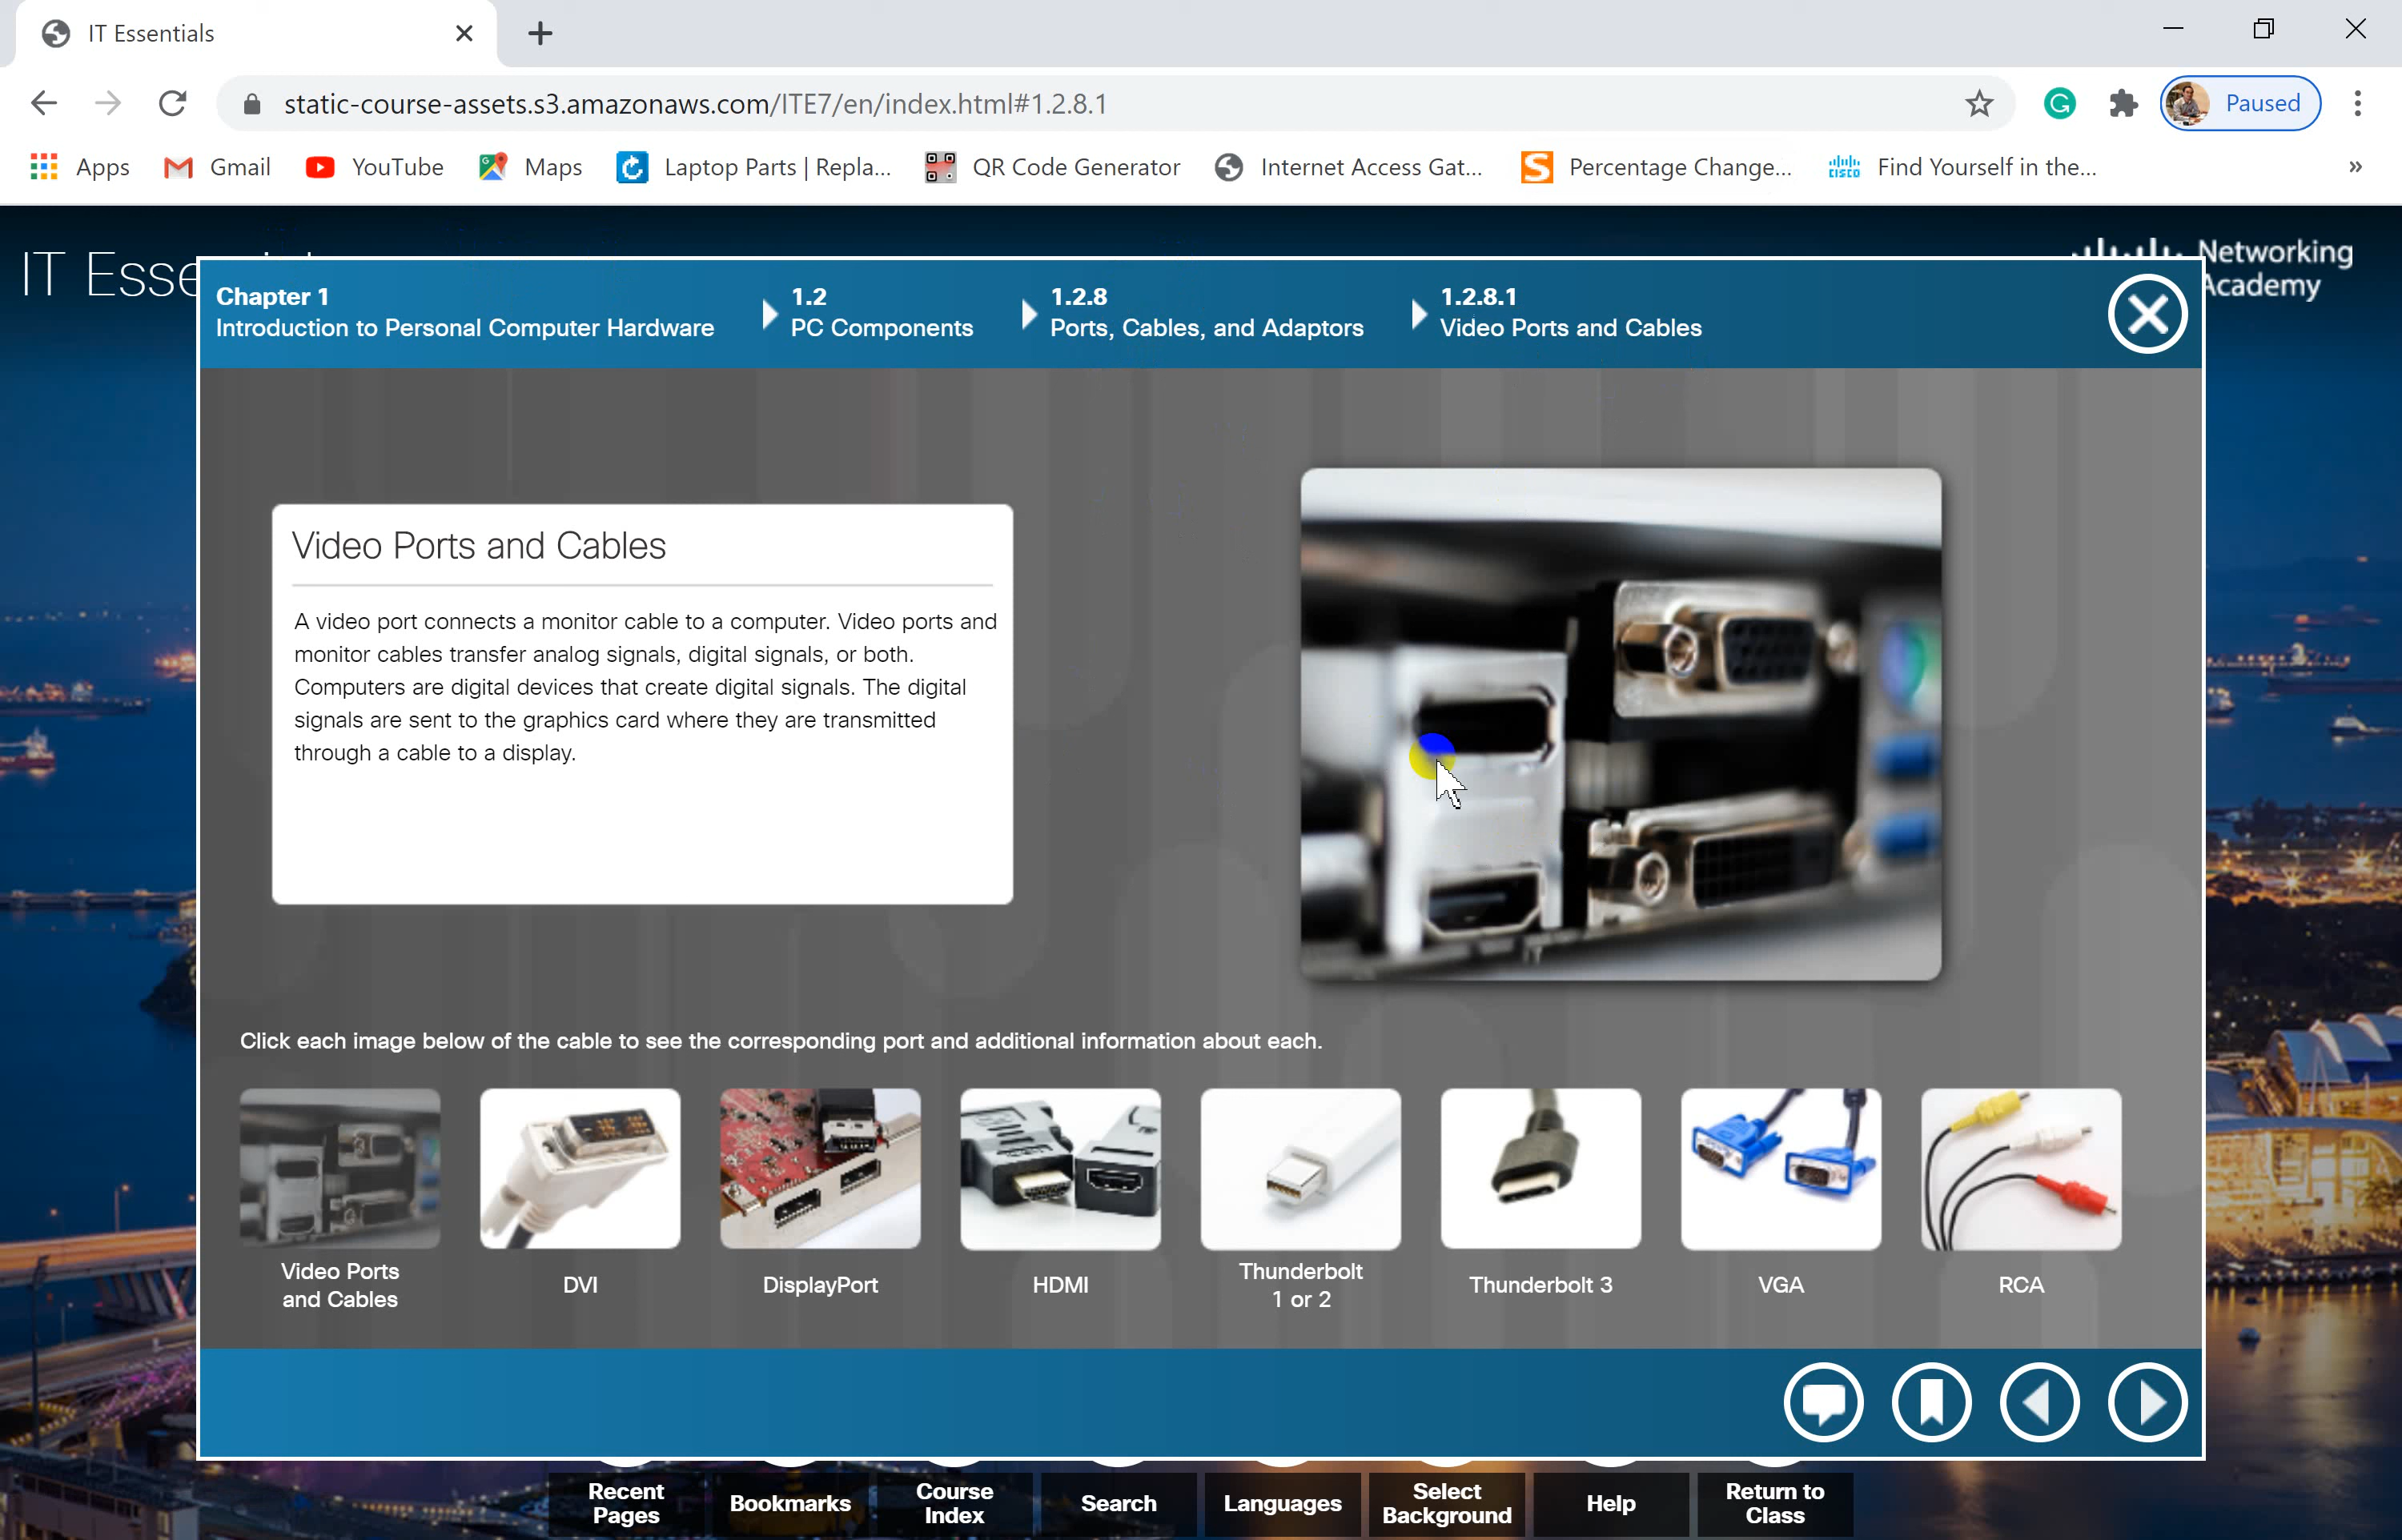 IT Essentials
static-course-assets.s3.amazonaws.com/ITE7/en/index.html#1.2.8.1
Paused
Apps
Gmail
YouTube
Maps
Laptop Parts | Repla...
QR Code Generator
Internet Access Gat...
Percentage Change...
CISCO
Find Yourself in the...
»
IT Esse
Networking
Academy
Chapter 1
Introduction to Personal Computer Hardware
1.2
PC Components
1.2.8
Ports, Cables, and Adaptors
1.2.8.1
Video Ports and Cables
Video Ports and Cables
A video port connects a monitor cable to a computer. Video ports and
monitor cables transfer analog signals, digital signals, or both.
Computers are digital devices that create digital signals. The digital
signals are sent to the graphics card where they are transmitted
through a cable to a display.
Click each image below of the cable to see the corresponding port and additional information about each.
Video Ports
and Cables
DVI
DisplayPort
HDMI
Thunderbolt
1 or 2
Thunderbolt 3
VGA
RCA
Recent
Pages
Bookmarks
Course
Index
Search
Languages
Select
Background
Help
Return to
Class